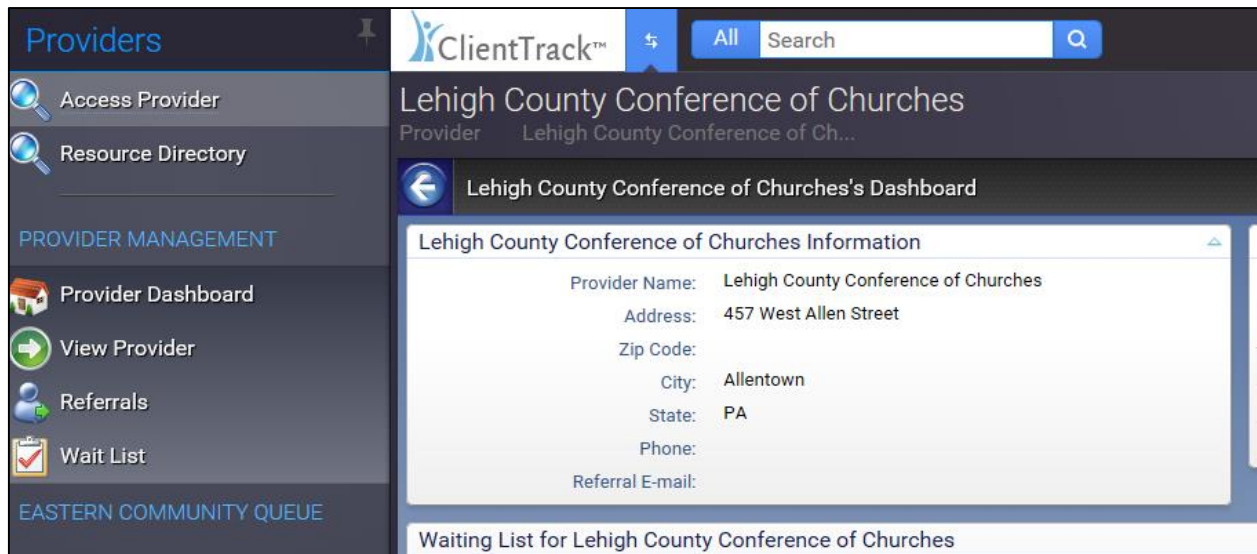 Providers
Access Provider
Resource Directory
PROVIDER MANAGEMENT
Provider Dashboard
View Provider
Referrals
Wait List
EASTERN COMMUNITY QUEUE
ClientTrack™
All Search
Lehigh County Conference of Churches
Provider Lehigh County Conference of Ch...
Lehigh County Conference of Churches's Dashboard
Lehigh County Conference of Churches Information
Provider Name: Lehigh County Conference of Churches
Address: 457 West Allen Street
Zip Code:
City: Allentown
State: PA
Phone:
Referral E-mail:
Waiting List for Lehigh County Conference of Churches